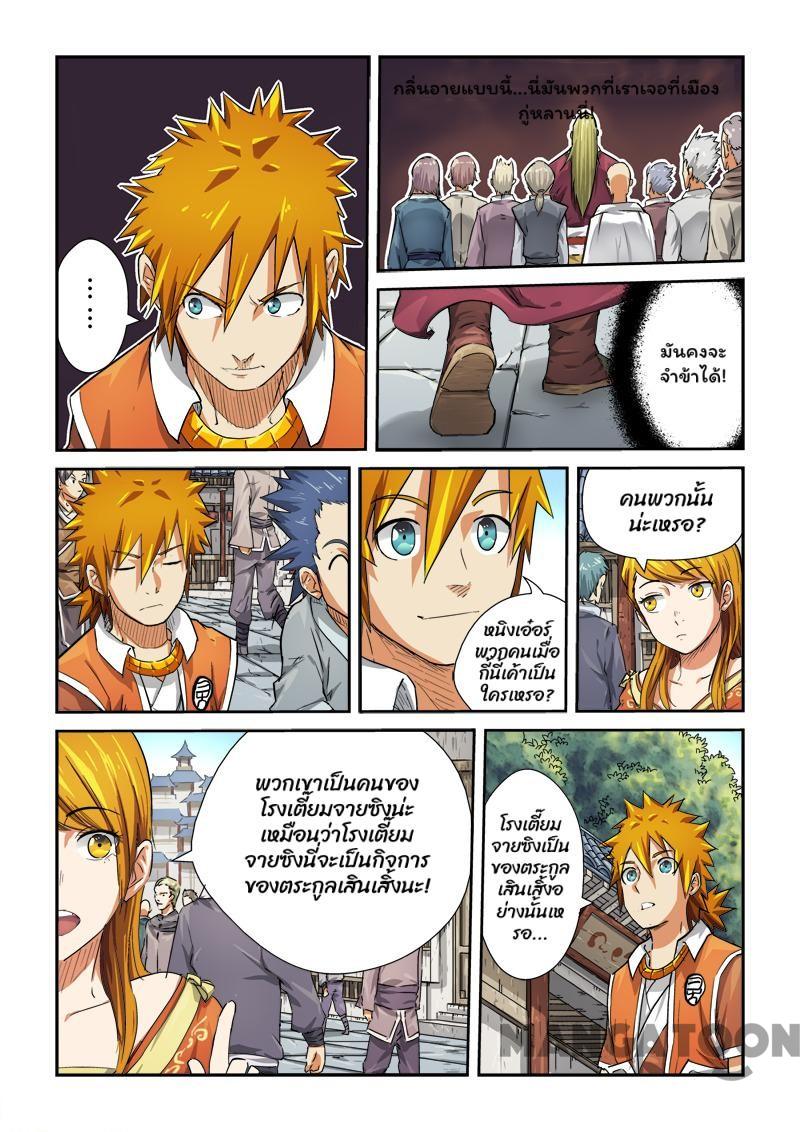 ......
กลิ่นอายแบบนี้...นี่มันพวกที่เราเจอที่เมือง
กู่หลานนี่!
มันคงจะ
จำข้าได้!
หนิงเอ๋อร์
พวกคนเมื่อ
กี่นี่เค้าเป็น
ใครเหรอ?
คนพวกนั้น
น่ะเหรอ?
พวกเขาเป็นคนของ
โรงเตี๊ยมจายซิงน่ะ
เหมือนว่าโรงเตี๊ยม
จายซิงนี่จะเป็นกิจการ
ของตระกูลเสินเสิ้งนะ!
โรงเตี๊ยม
จายซิงเป็น
ของตระกูล
เสินเสิ้งอ
ย่างนั้นเห
รอ...
MANGATOON